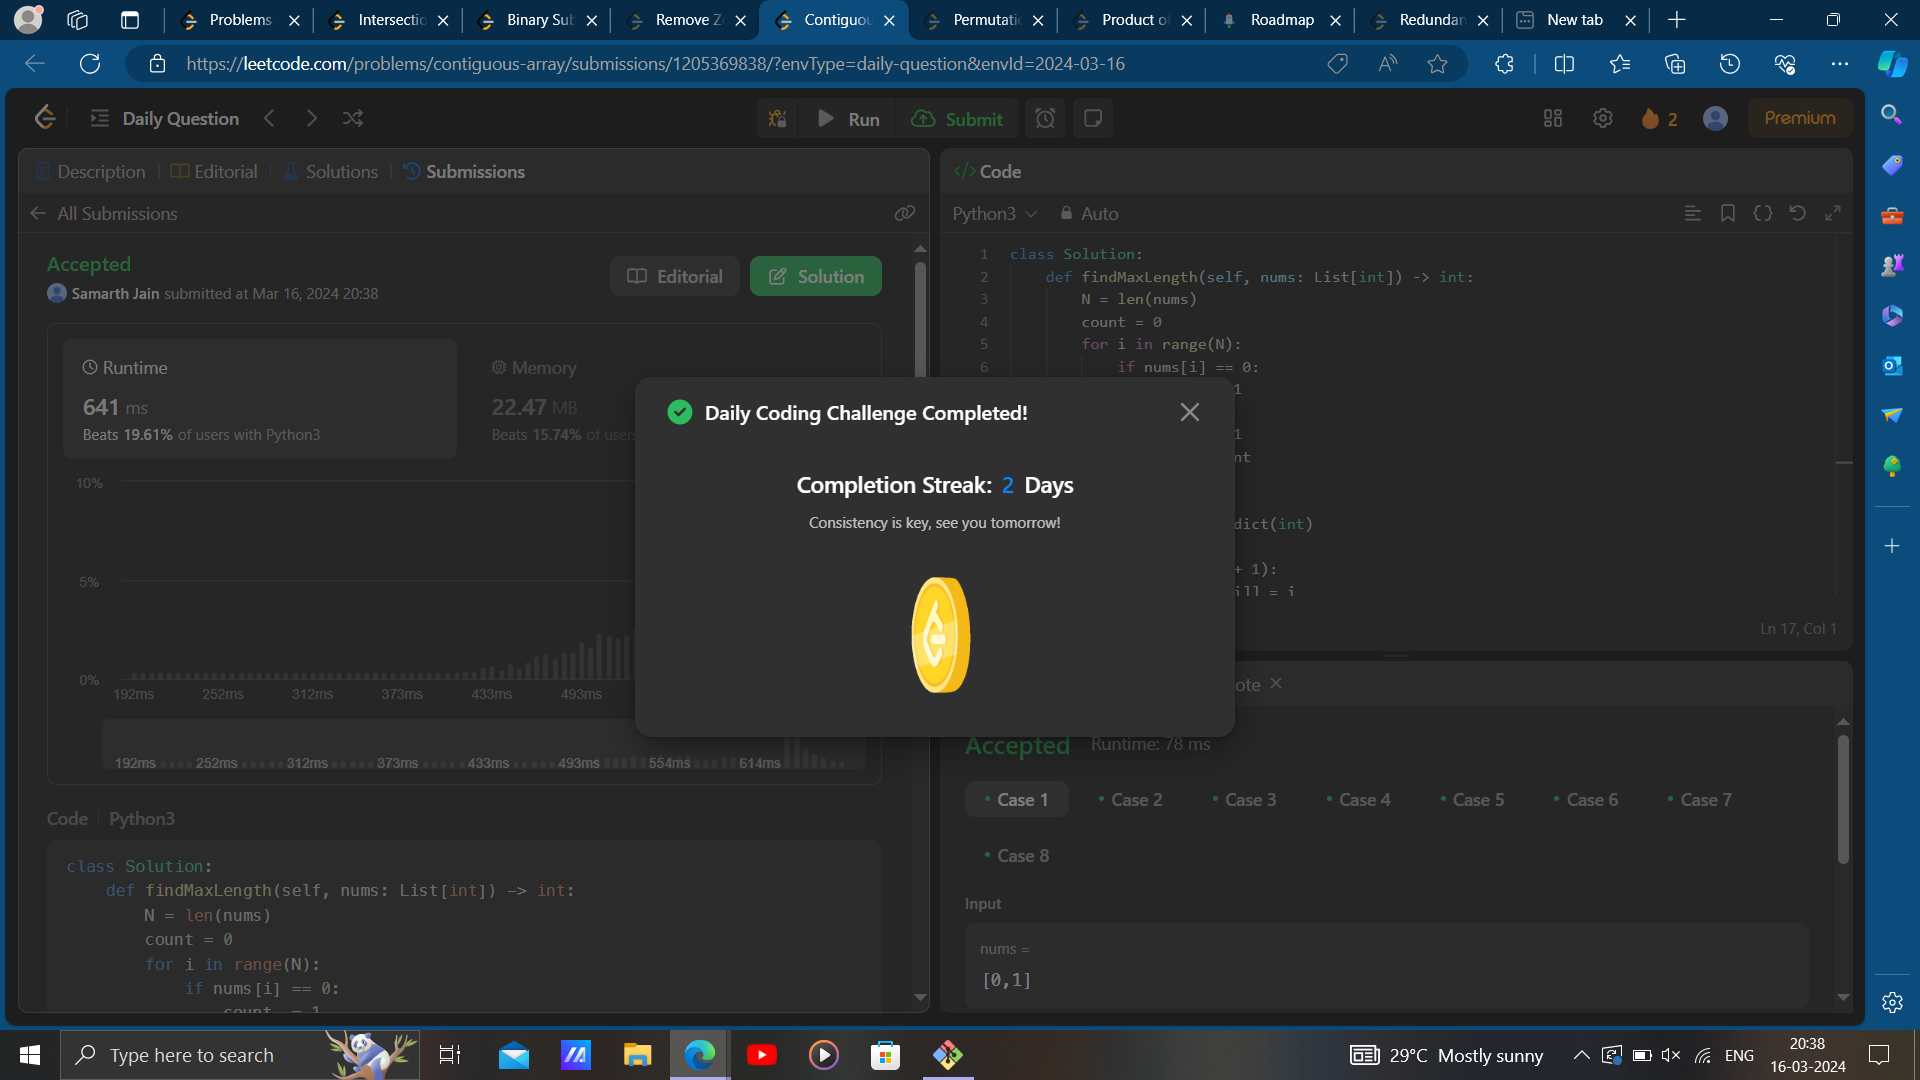 Problems
Intersectio
Binary Sub
Remove Z
Contiguou
Permutatic
Product o
Roadmap
Redundan
New tab
https://leetcode.com/problems/contiguous-array/submissions/1205369838/?envType=daily-question&envId=2024-03-16
Daily Question
Run
Submit
2
Premium
Description
Editorial
Solutions
Submissions
</> Code
All Submissions
Python3
Auto
Accepted
Samarth Jain submitted at Mar 16, 2024 20:38
Editorial
Solution
Runtime
641 ms
Beats 19.61% of users with Python3
Memory
22.47 MB
Beats 15.74% of users
10%
5%
0%
192ms 252ms 312ms 373ms 433ms 493ms
192ms 252ms 312ms 373ms 433ms 493ms 554ms 614ms
Code | Python3
class Solution:
def findMaxLength(self, nums: List[int]) -> int:
N = len(nums)
count = 0
for i in range(N):
if nums[i] == 0:
count = 1
1 class Solution:
2 def findMaxLength(self, nums: List[int]) -> int:
3 N = len(nums)
4 count = 0
5 for i in range(N):
6 if nums[i] == 0:
1
1
nt
dict(int)
+ 1):
ill = i
Ln 17, Col 1
Daily Coding Challenge Completed!
Completion Streak: 2 Days
Consistency is key, see you tomorrow!
ote
Accepted Runtime: 78 ms
Case 1
Case 2
Case 3
Case 4
Case 5
Case 6
Case 7
Case 8
Input
nums =
[0,1]
Type here to search
29°C Mostly sunny
ENG
20:38
16-03-2024